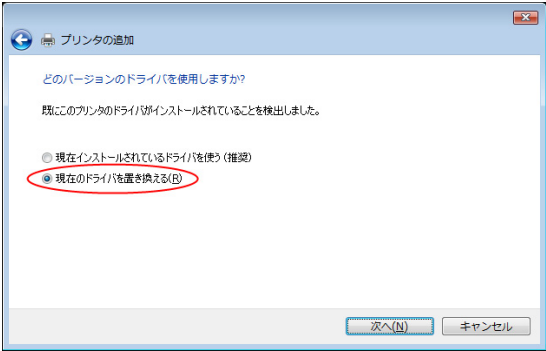 プリンタの追加
どのバージョンのドライバを使用しますか?
既にこのプリンタのドライバがインストールされていることを検出しました。
現在インストールされているドライバを使う(推奨)
現在のドライバを置き換える(R)
次へ(N) キャンセル